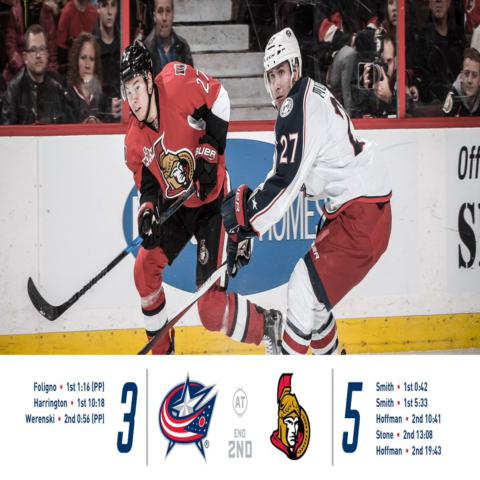 27
BAUER
27
Off
HOMES
Foligno • 1st 1:16 (PP)
Harrington • 1st 10:18
Werenski • 2nd 0:56 (PP)
3
AT
END
2ND
5
Smith • 1st 0:42
Smith • 1st 5:33
Hoffman • 2nd 10:41
Stone • 2nd 13:08
Hoffman • 2nd 19:43